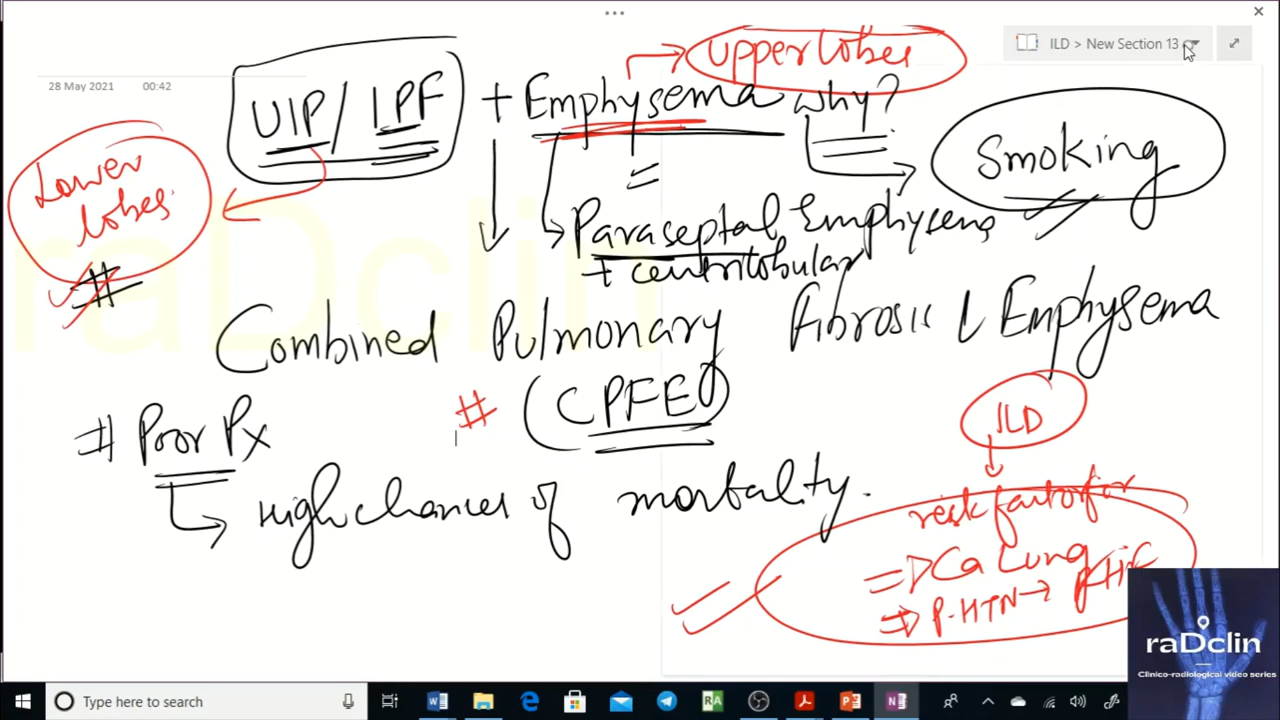 ILD > New Section 13
28 May 2021 00:42
UIP / IPF + Emphysema why?
upper lobes
Lower
lobes
#
Smoking
Paraseptal Emphysema
+ centrilobular
Combined Pulmonary Fibrosis & Emphysema
# (CPFE)
# Poor Px
High chances of mortality.
ILD
risk factor for
⇒ Ca Lung
⇒ P-HTN →
raDclin
raDclin
Clinico-radiological video series
Type here to search